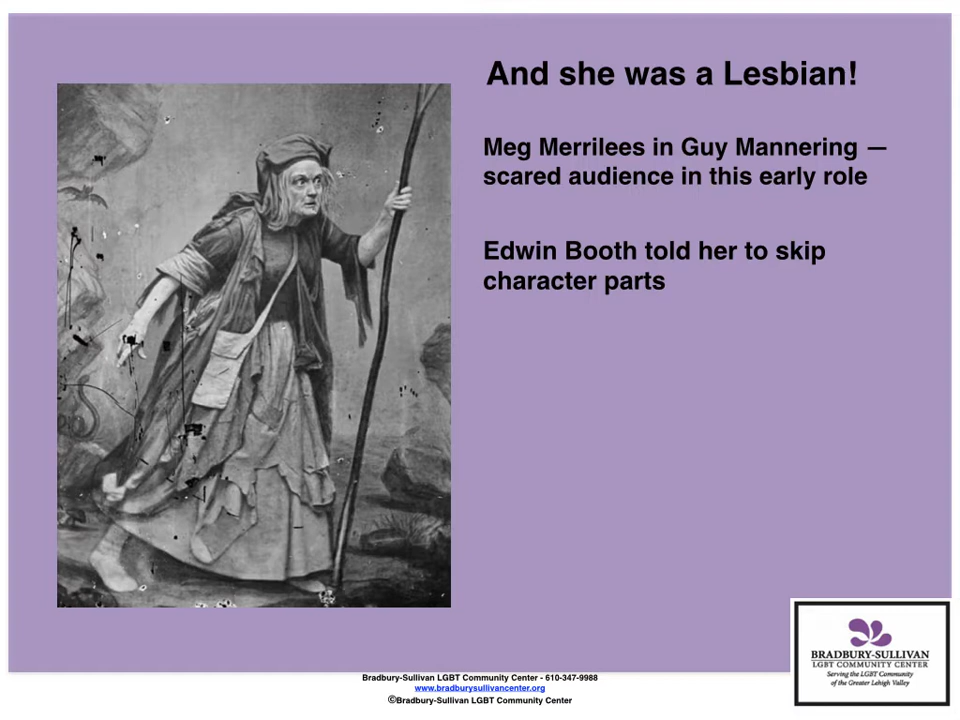 And she was a Lesbian!
Meg Merrilees in Guy Mannering —
scared audience in this early role
Edwin Booth told her to skip
character parts
BRADBURY-SULLIVAN
LGBT COMMUNITY CENTER
Serving the LGBT Community
of the Greater Lehigh Valley
Bradbury-Sullivan LGBT Community Center - 610-347-9988
www.bradburysullivancenter.org
©Bradbury-Sullivan LGBT Community Center